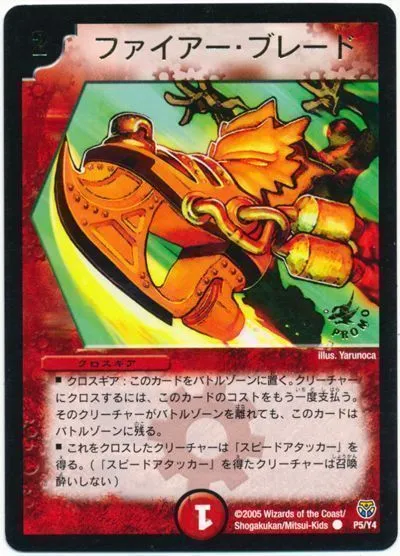 2
ファイアー・ブレード
PROMO
illus. Yarunoca
クロスギア
■ クロスギア：このカードをバトルゾーンに置く。クリーチャー
にクロスするには、このカードのコストをもう一度支払う。
そのクリーチャーがバトルゾーンを離れても、このカードは
バトルゾーンに残る。
■ これをクロスしたクリーチャーは「スピードアタッカー」を
得る。（「スピードアタッカー」を得たクリーチャーは召喚
酔いしない）
1
©2005 Wizards of the Coast/
Shogakukan/Mitsui-Kids
P5/Y4